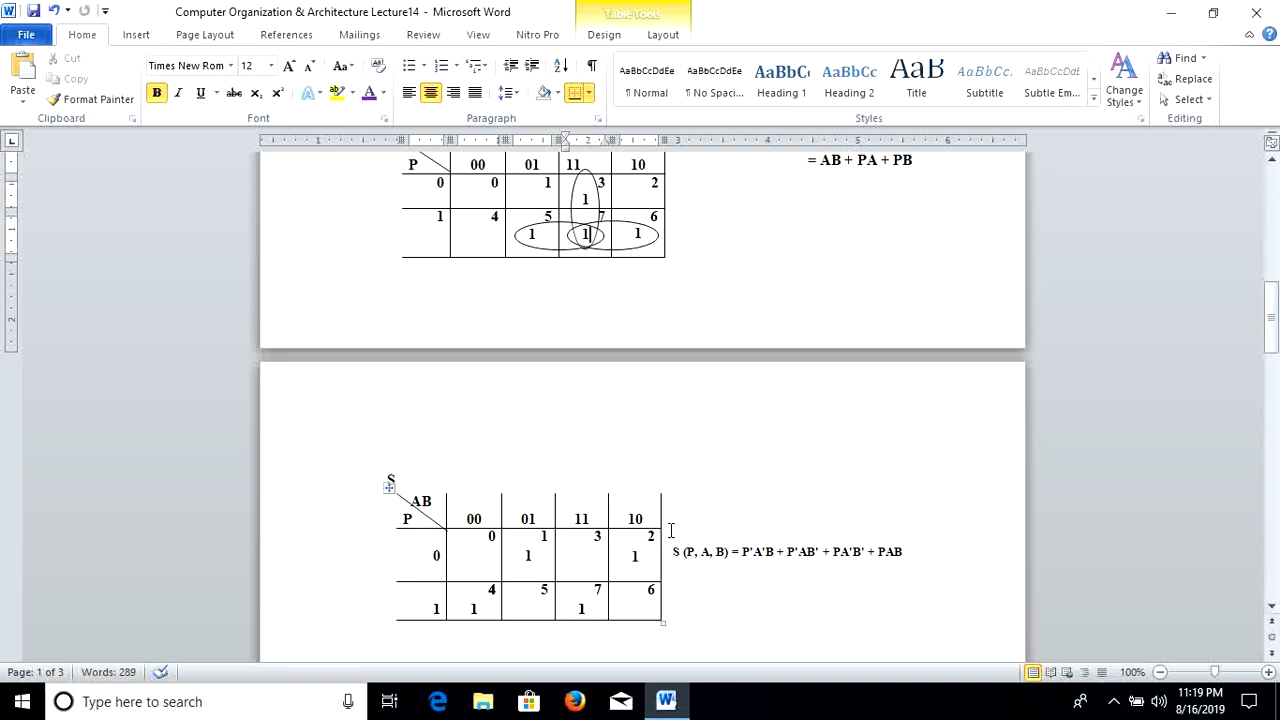 Computer Organization & Architecture Lecture14 - Microsoft Word
Table Tools
File Home Insert Page Layout References Mailings Review View Nitro Pro Design Layout
Paste
Cut
Copy
Format Painter
Clipboard
Times New Rom 12
Font
Paragraph
AaBbCcDdEe AaBbCcDdEe AaBbCc AaBbCc AaB AaBbCcL
¶ Normal ¶ No Spaci... Heading 1 Heading 2 Title Subtitle Subtle Em...
Change Styles
Styles
Find
Replace
Select
Editing
P 00 01 11 10
= AB + PA + PB
0 0 1 3 2
1
1 4 5 7 6
1 1 1
S
AB
P 00 01 11 10
0 1 3 2
0 1 1
S (P, A, B) = P'A'B + P'AB' + PA'B' + PAB
4 5 7 6
1 1 1
Page: 1 of 3 Words: 289 100%
Type here to search
11:19 PM
8/16/2019